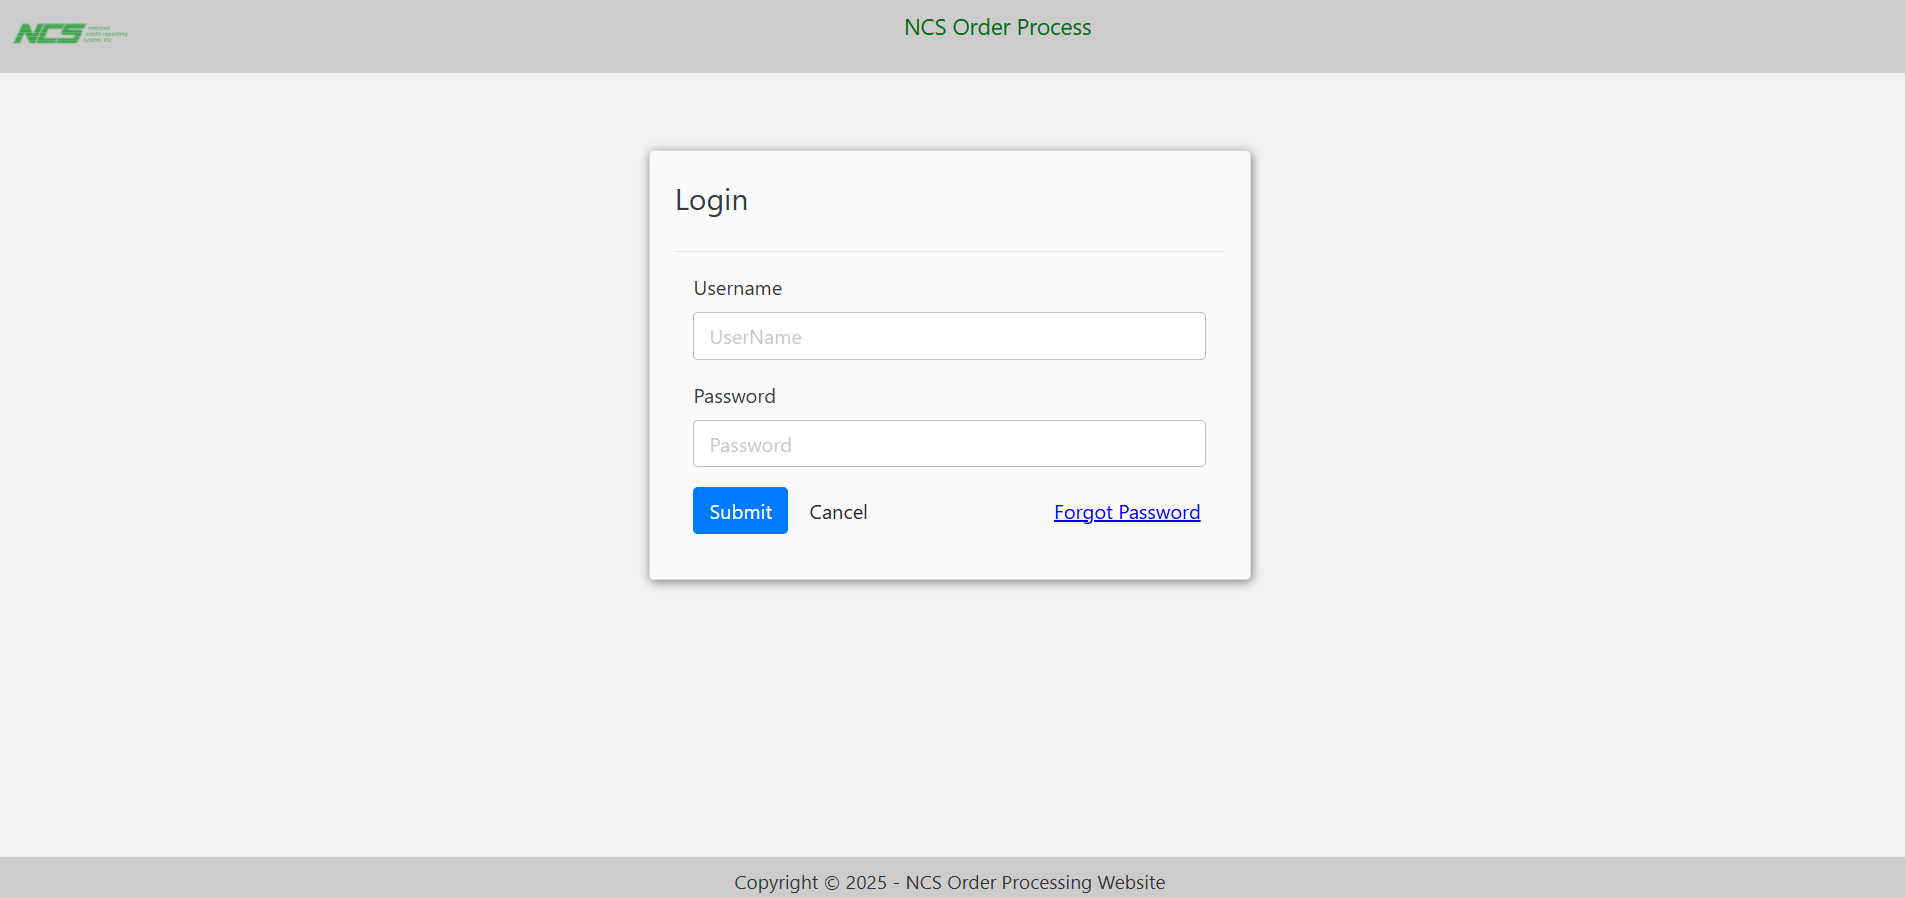 NCS
national
credit reporting
system, inc.
NCS Order Process
Login
Username
UserName
Password
Password
Submit
Cancel
Forgot Password
Copyright © 2025 - NCS Order Processing Website